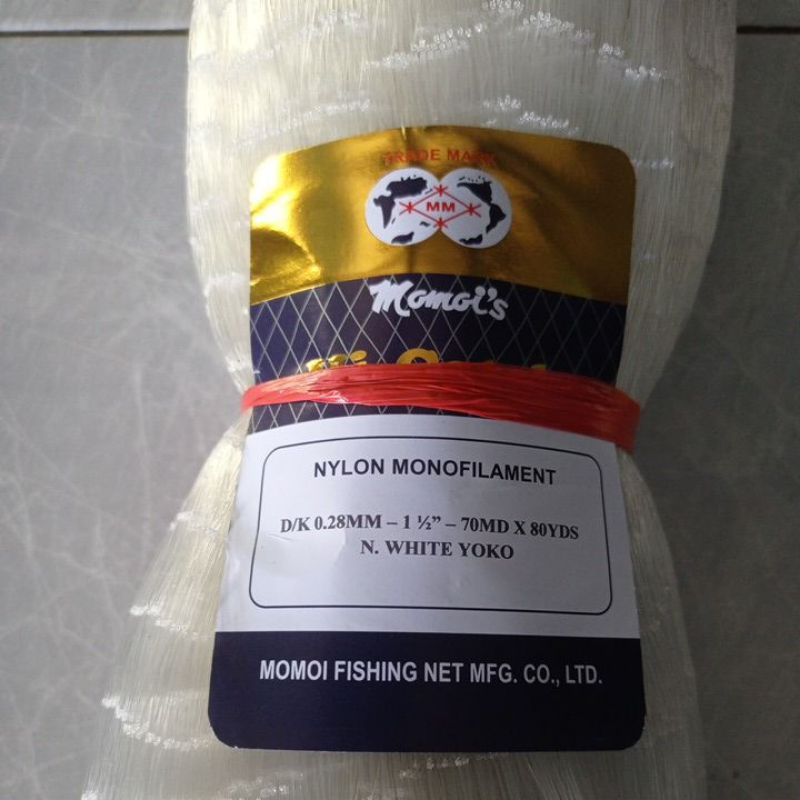 TRADE MARK
MM
Momoi's
NYLON MONOFILAMENT
D/K 0.28MM – 1 ½” – 70MD X 80YDS
N. WHITE YOKO
MOMOI FISHING NET MFG. CO., LTD.